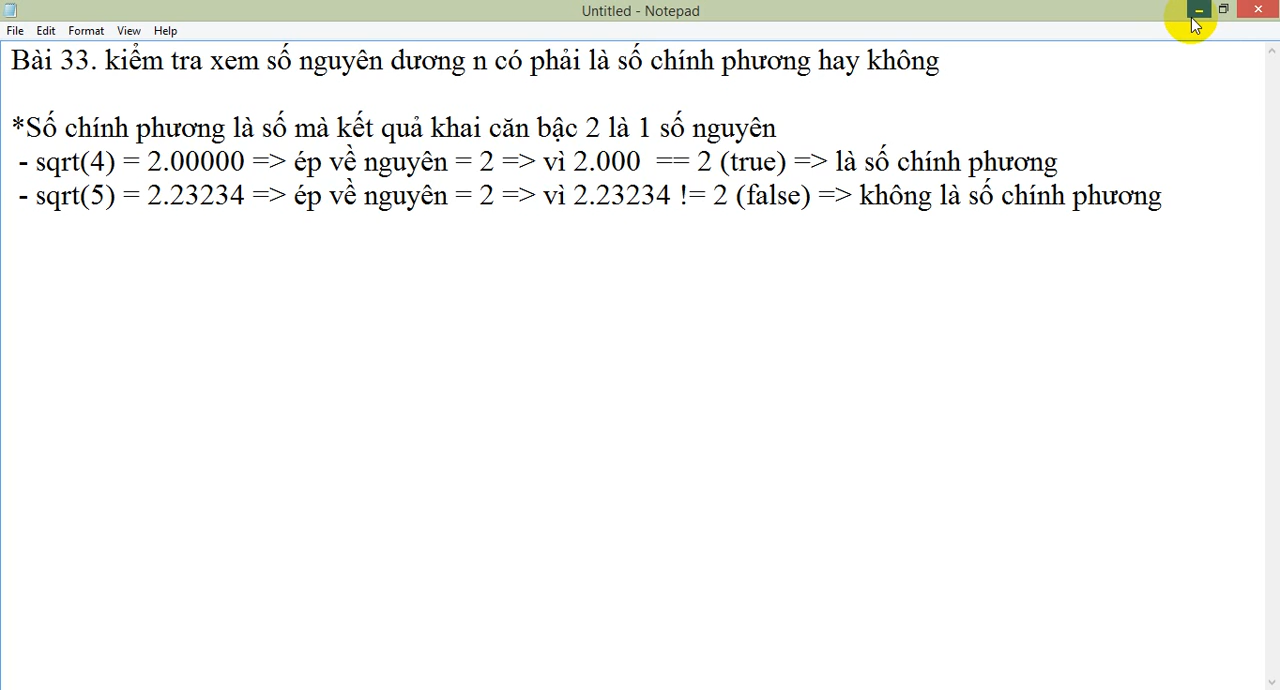 Untitled - Notepad
File Edit Format View Help
Bài 33. kiểm tra xem số nguyên dương n có phải là số chính phương hay không
*Số chính phương là số mà kết quả khai căn bậc 2 là 1 số nguyên
- sqrt(4) = 2.00000 => ép về nguyên = 2 => vì 2.000 == 2 (true) => là số chính phương
- sqrt(5) = 2.23234 => ép về nguyên = 2 => vì 2.23234 != 2 (false) => không là số chính phương